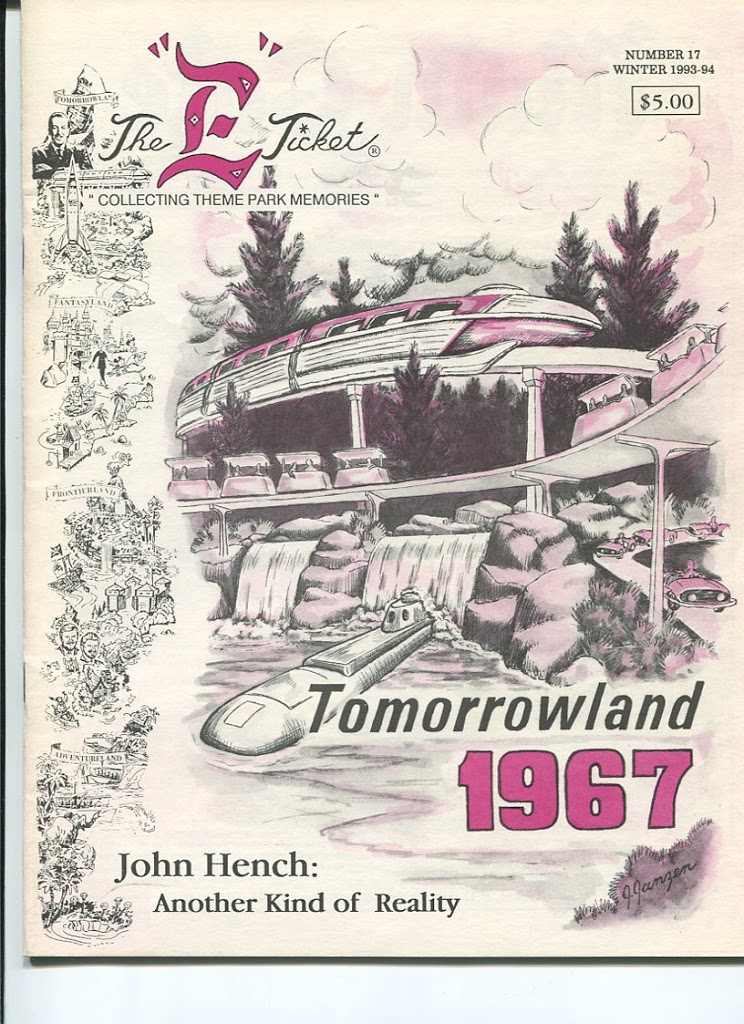 NUMBER 17
WINTER 1993-94
$5.00
The "E" Ticket®
"COLLECTING THEME PARK MEMORIES"
TOMORROWLA
FANTASYLAND
FRONTIERLAND
ADVENTURELAND
Tomorrowland
1967
John Hench:
Another Kind of Reality
J. Janzen